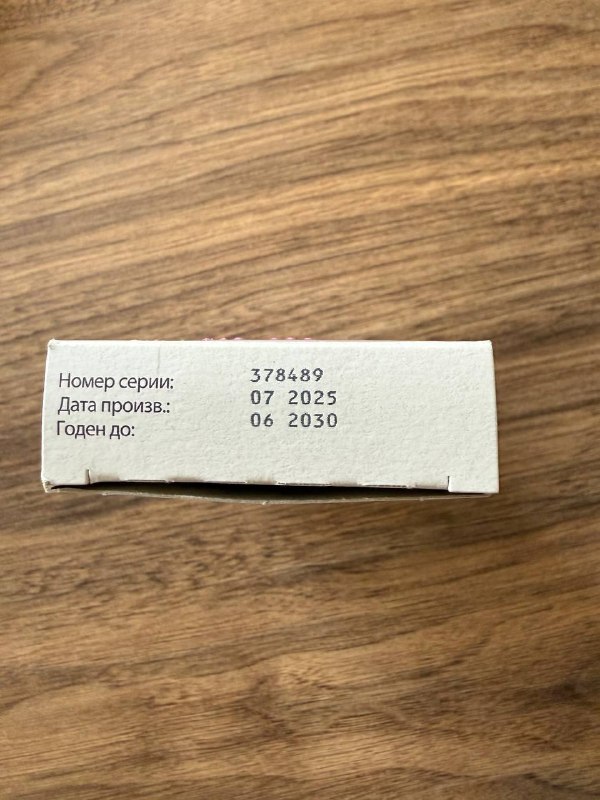 Номер серии: 378489
Дата произв.: 07 2025
Годен до: 06 2030